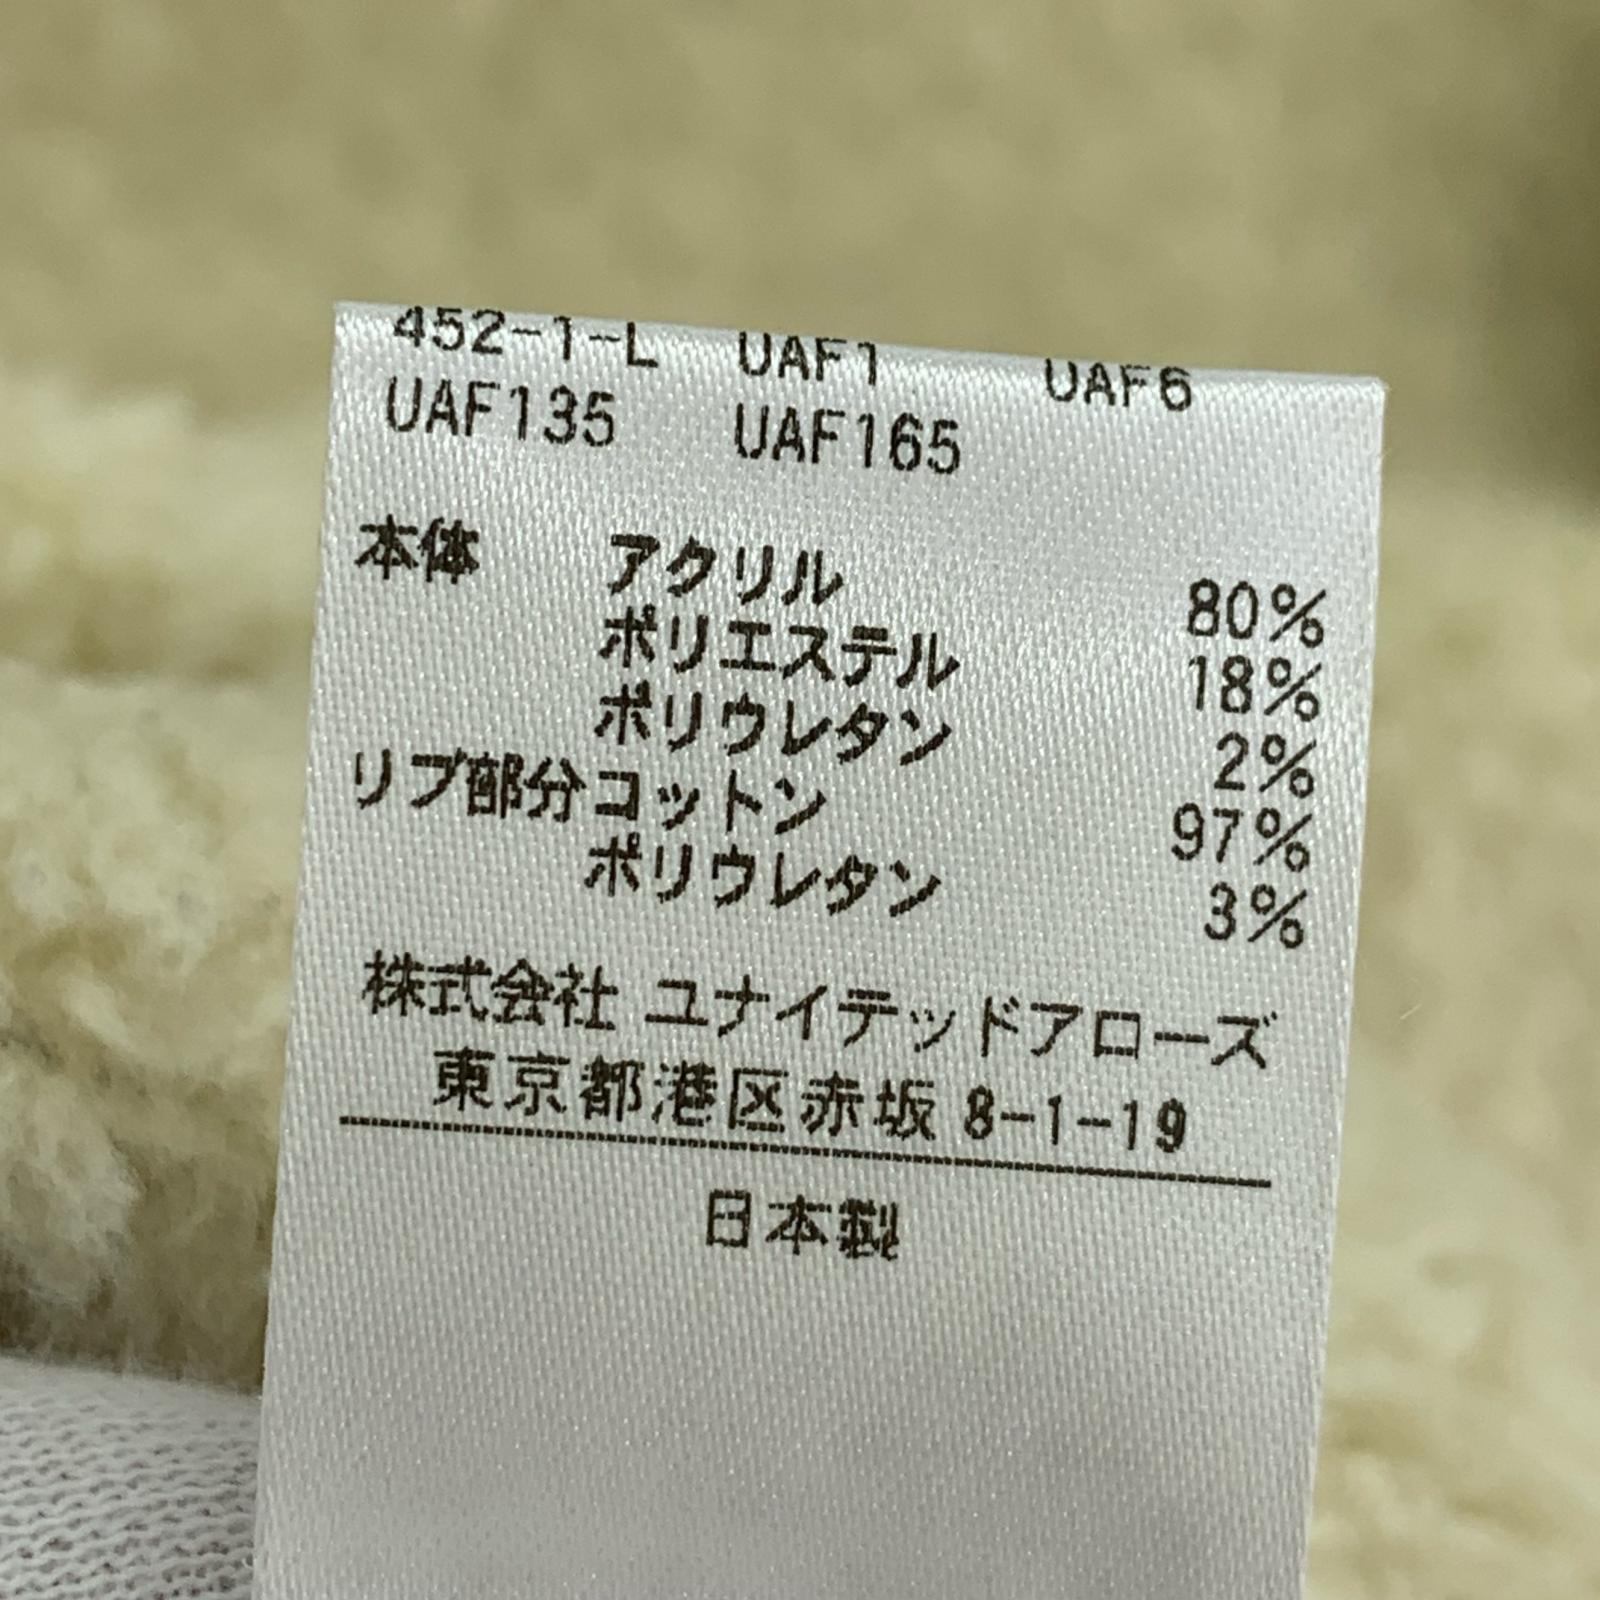 452-1-L UAF1 UAF6
UAF135 UAF165
本体 アクリル 80%
ポリエステル 18%
ポリウレタン 2%
リブ部分 コットン 97%
ポリウレタン 3%
株式会社 ユナイテッドアローズ
東京都港区赤坂 8-1-19
日本製